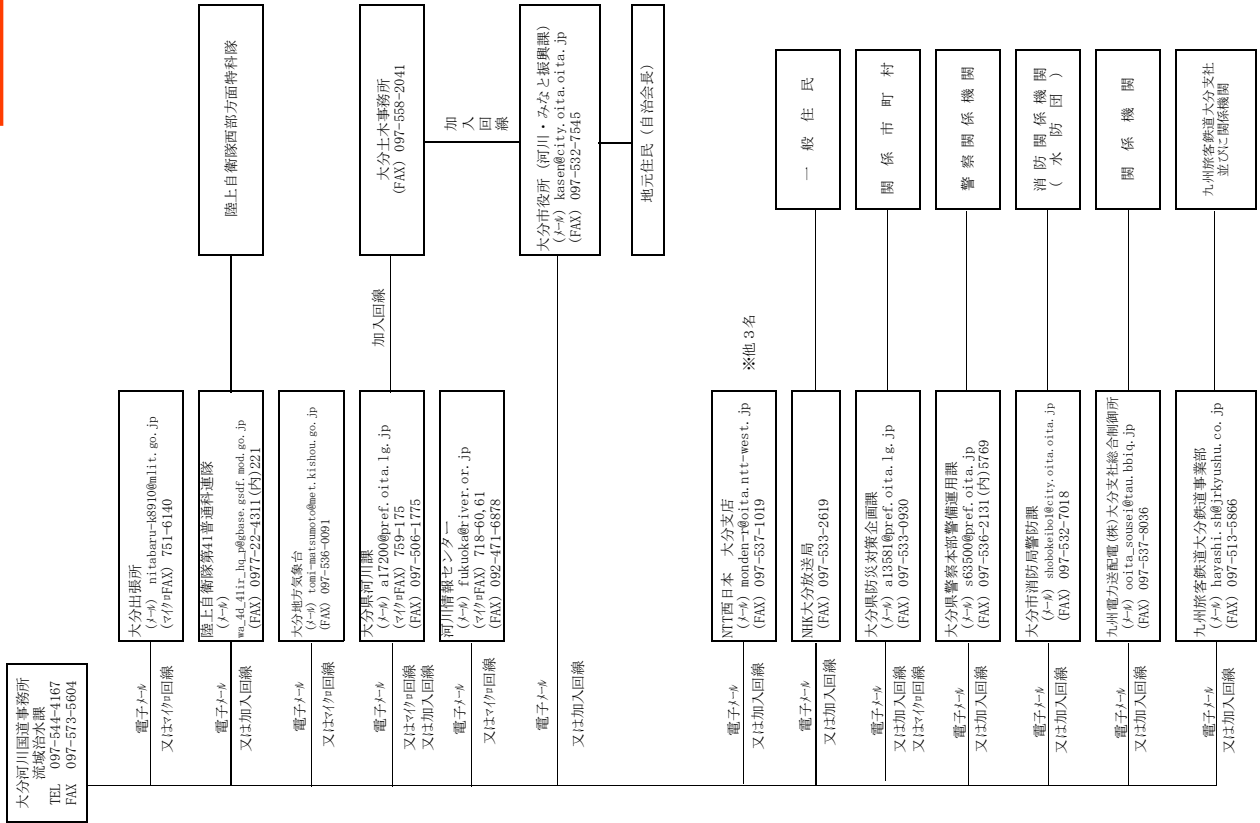 大分河川国道事務所
流域治水課
TEL 097-544-4167
FAX 097-573-5604
電子メール
又はマイクロ回線
大分出張所
(メール) nitabaru-k8910@mlit.go.jp
(マイクロFAX) 751-6140
電子メール
又は加入回線
陸上自衛隊第41普通科連隊
(メール)
wa_4d_41ir_hq_p@gbase.gsdf.mod.go.jp
(FAX) 0977-22-4311(内)221
陸上自衛隊西部方面特科隊
電子メール
又はマイクロ回線
大分地方気象台
(メール) tomi-matsumoto@met.kishou.go.jp
(FAX) 097-536-0091
電子メール
又はマイクロ回線
又は加入回線
大分県河川課
(メール) a17200@pref.oita.lg.jp
(マイクロFAX) 759-175
(FAX) 097-506-1775
加入回線
大分土木事務所
(FAX) 097-558-2041
加入
回線
電子メール
又はマイクロ回線
河川情報センター
(メール) fukuoka@river.or.jp
(マイクロFAX) 718-60,61
(FAX) 092-471-6878
電子メール
又は加入回線
大分市役所(河川・みなと振興課)
(メール) kasen@city.oita.oita.jp
(FAX) 097-532-7545
地元住民(自治会長)
電子メール
又は加入回線
NTT西日本 大分支店
(メール) monden-r@oita.ntt-west.jp
(FAX) 097-537-1019
※他3名
電子メール
又は加入回線
NHK大分放送局
(FAX) 097-533-2619
一般住民
電子メール
又は加入回線
又はマイクロ回線
大分県防災対策企画課
(メール) a13581@pref.oita.lg.jp
(FAX) 097-533-0930
関係市町村
電子メール
又は加入回線
大分県警察本部警備運用課
(メール) s63500@pref.oita.jp
(FAX) 097-536-2131(内)5769
警察関係機関
電子メール
又は加入回線
大分市消防局警防課
(メール) shobokeibo1@city.oita.oita.jp
(FAX) 097-532-7018
消防関係機関
(水防団)
電子メール
又は加入回線
九州電力送配電(株)大分支社総合制御所
(メール) ooita_sousei@tau.bbiq.jp
(FAX) 097-537-8036
関係機関
電子メール
又は加入回線
九州旅客鉄道大分鉄道事業部
(メール) hayashi.sh@jrkyushu.co.jp
(FAX) 097-513-5866
九州旅客鉄道大分支社
並びに関係機関